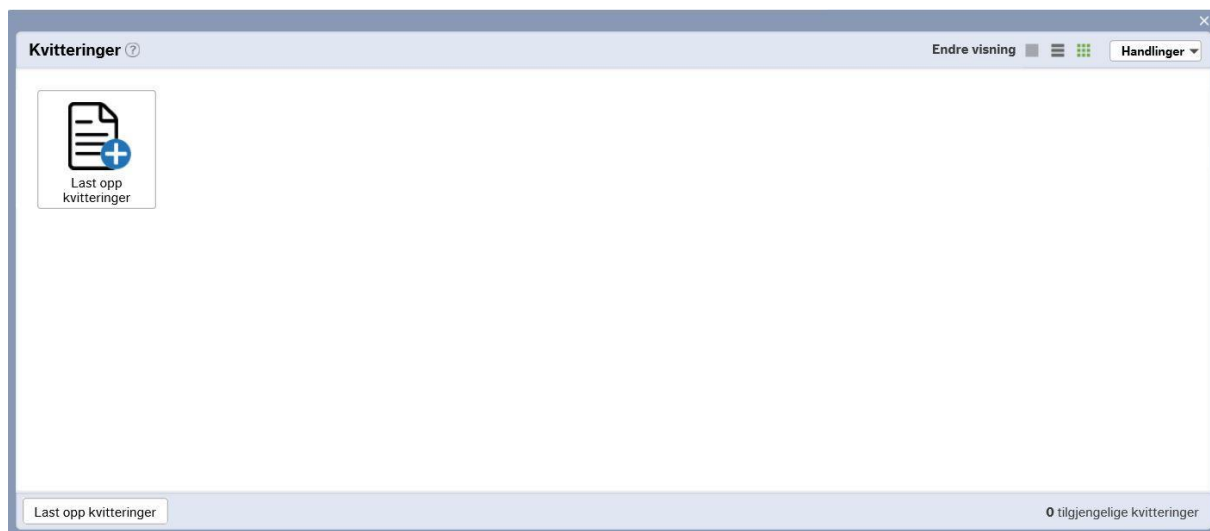 Kvitteringer ?
Endre visning Handlinger
Last opp
kvitteringer
Last opp kvitteringer
0 tilgjengelige kvitteringer